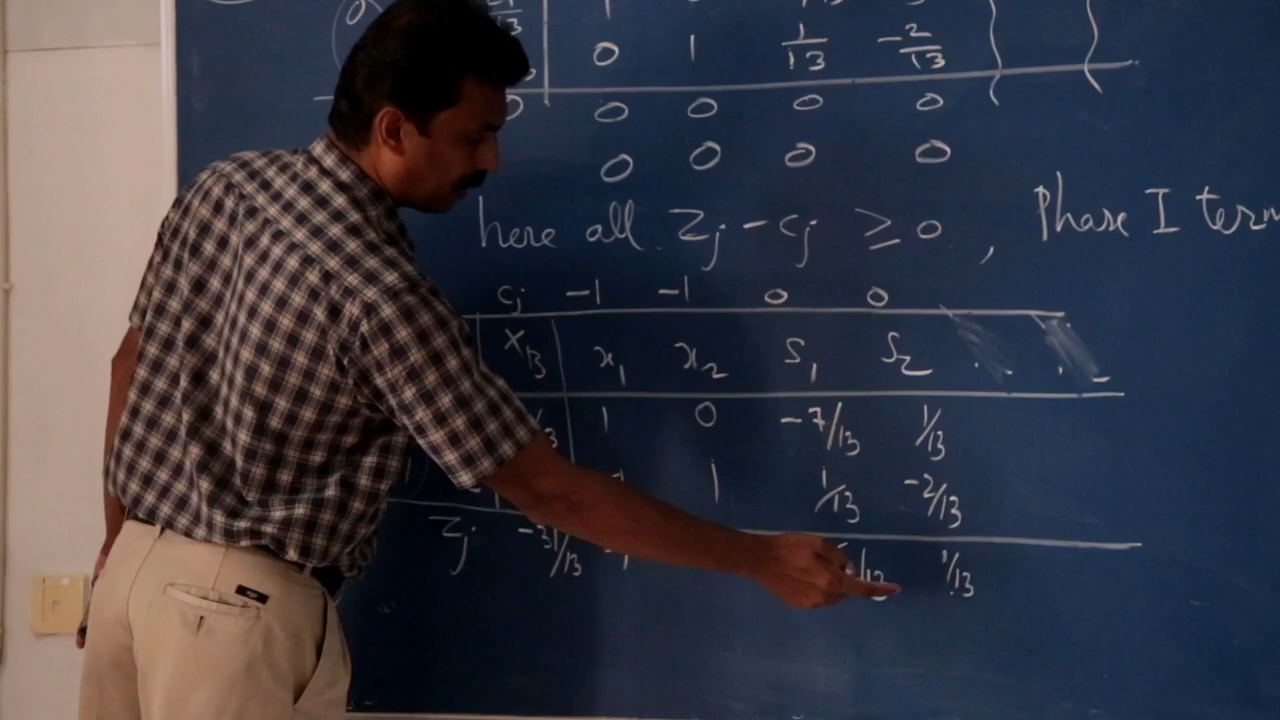 0 1 1/13 -2/13
0 0 0 0 0
0 0 0 0
here all Zj - cj ≥ 0 , Phase I term
cj -1 -1 0 0
XB x1 x2 S1 S2
1 0 -7/13 1/13
1 1/13 -2/13
Zj -31/13 -1 1/13